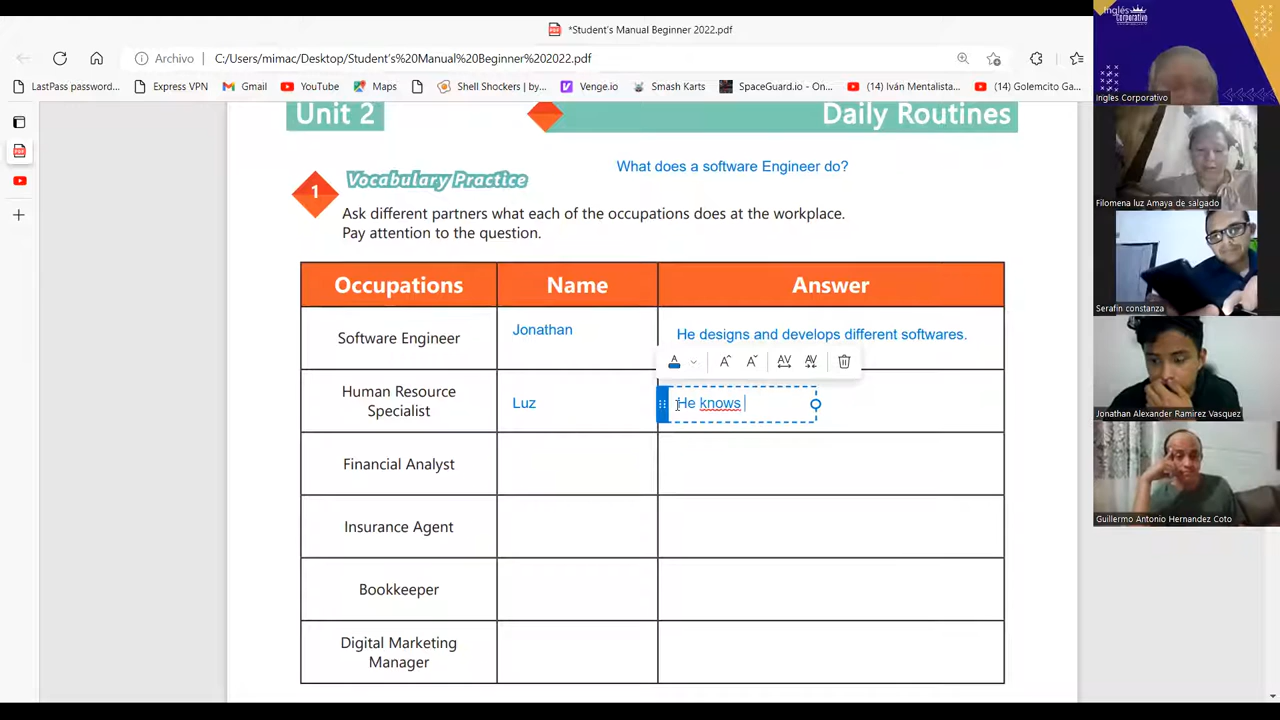 *Student's Manual Beginner 2022.pdf
Archivo
C:/Users/mimac/Desktop/Student's%20Manual%20Beginner%202022.pdf
LastPass password...
Express VPN
Gmail
YouTube
Maps
Shell Shockers | by...
Venge.io
Smash Karts
SpaceGuard - On...
(14) Iván Mentalista...
(14) Golemcito Ga...
Unit 2
Daily Routines
What does a software Engineer do?
1
Vocabulary Practice
Ask different partners what each of the occupations does at the workplace.
Pay attention to the question.
Occupations
Name
Answer
Software Engineer
Jonathan
He designs and develops different softwares.
Human Resource
Specialist
Luz
He knows
Financial Analyst
Insurance Agent
Bookkeeper
Digital Marketing
Manager
Inglés
Corporativo
Ingles Corporativo
Filomena luz Amaya de salgado
Serafin constanza
Jonathan Alexander Ramirez Vasquez
Guillermo Antonio Hernandez Coto